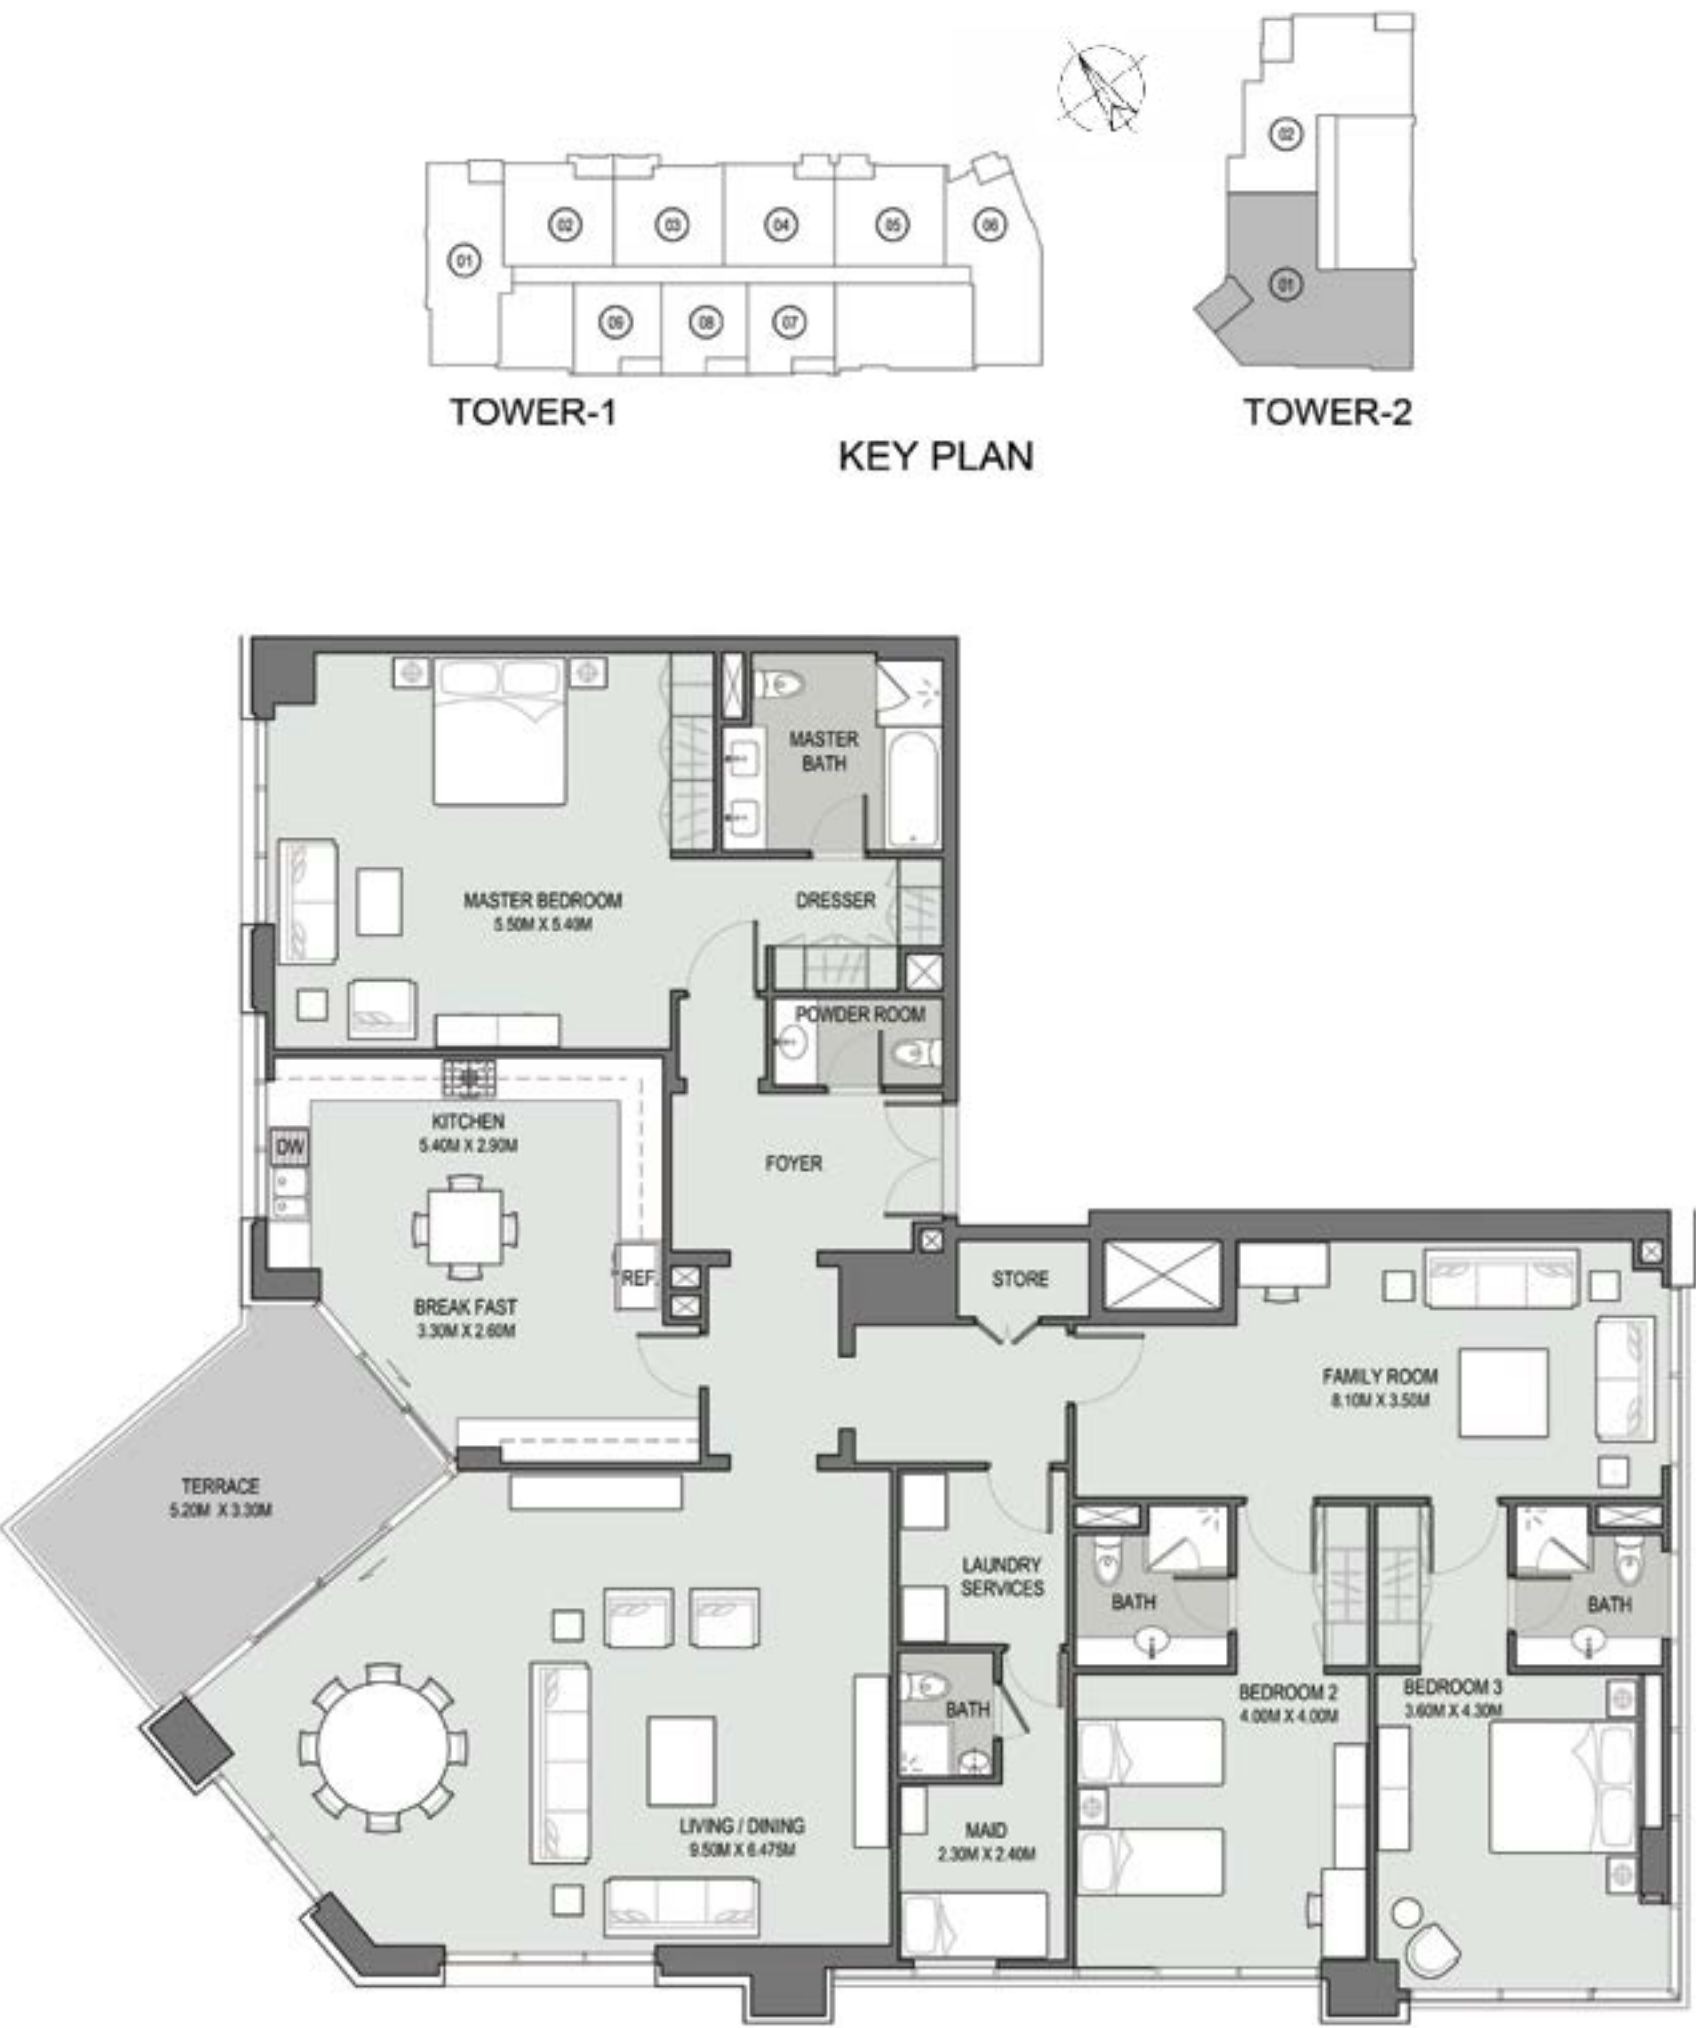 02
02
03
04
05
06
01
01
09
08
07
TOWER-1
TOWER-2
KEY PLAN
MASTER
BATH
MASTER BEDROOM
5.50M X 5.40M
DRESSER
POWDER ROOM
KITCHEN
5.40M X 2.90M
DW
FOYER
REF.
STORE
BREAK FAST
3.30M X 2.60M
FAMILY ROOM
8.10M X 3.50M
TERRACE
5.20M X 3.30M
LAUNDRY
SERVICES
BATH
BATH
BATH
BEDROOM 2
4.00M X 4.00M
BEDROOM 3
3.60M X 4.30M
LIVING / DINING
9.50M X 6.475M
MAID
2.30M X 2.40M